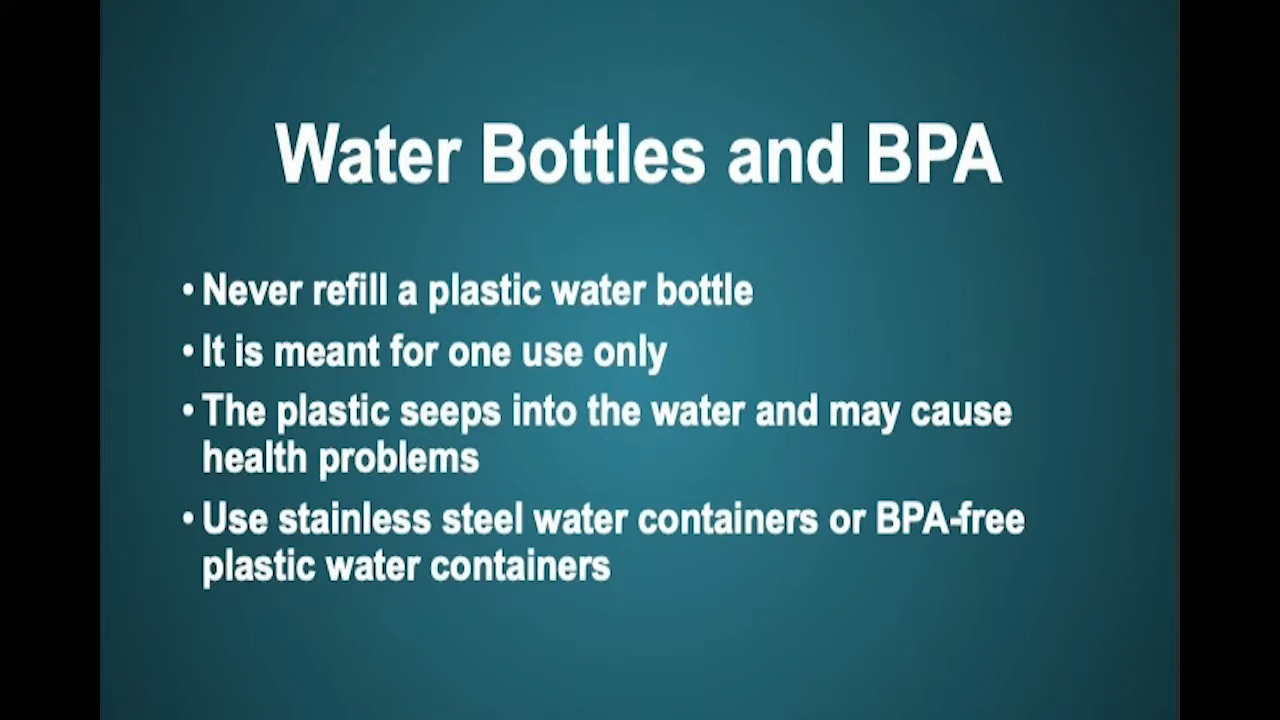 Water Bottles and BPA
• Never refill a plastic water bottle
• It is meant for one use only
• The plastic seeps into the water and may cause
health problems
• Use stainless steel water containers or BPA-free
plastic water containers